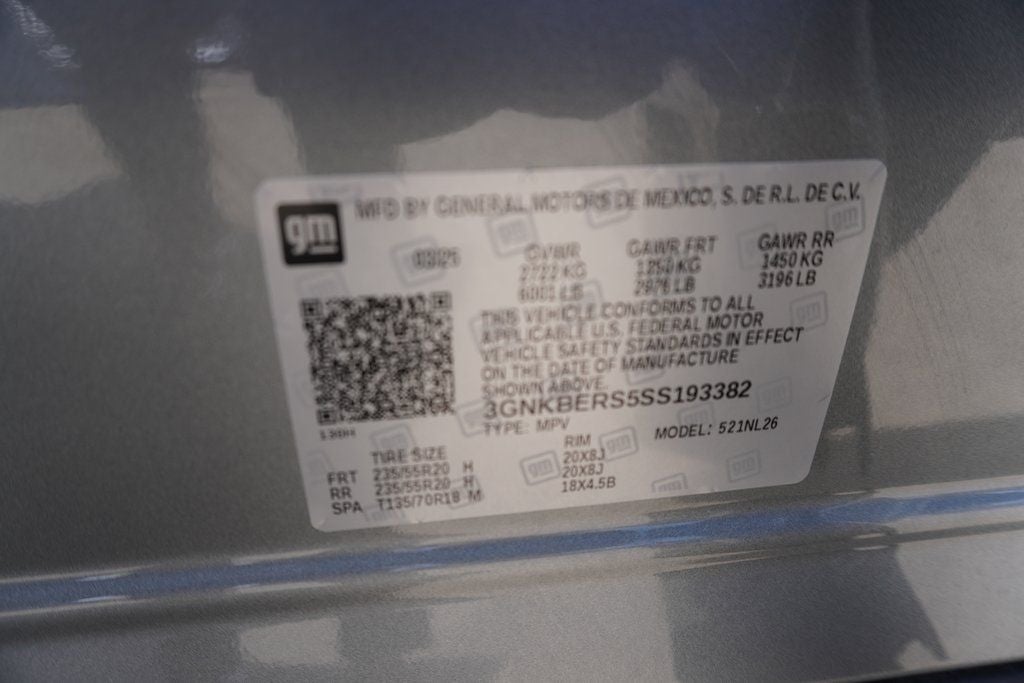 gm
MFD BY GENERAL MOTORS DE MEXICO, S. DE R.L. DE C.V.
03/25 GVWR GAWR FRT GAWR RR
2722 KG 1350 KG 1450 KG
6001 LB 2976 LB 3196 LB
THIS VEHICLE CONFORMS TO ALL
APPLICABLE U.S. FEDERAL MOTOR
VEHICLE SAFETY STANDARDS IN EFFECT
ON THE DATE OF MANUFACTURE
SHOWN ABOVE.
3GNKBERS5SS193382
TYPE: MPV MODEL: 521NL26
TIRE SIZE RIM
FRT 235/55R20 H 20X8J
RR 235/55R20 H 20X8J
SPA T135/70R18 M 18X4.5B